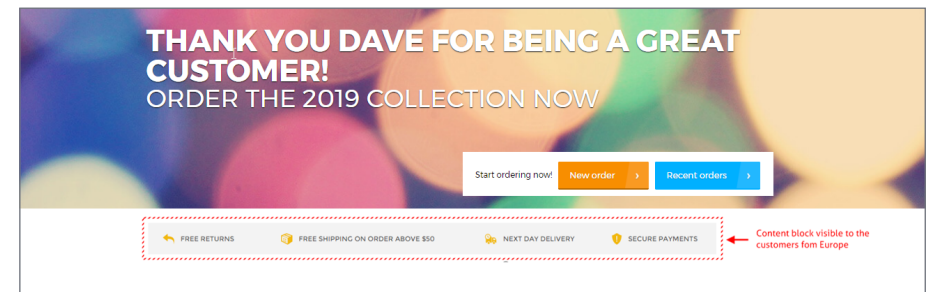 THANK YOU DAVE FOR BEING A GREAT
CUSTOMER!
ORDER THE 2019 COLLECTION NOW
Start ordering now! New order Recent orders
FREE RETURNS FREE SHIPPING ON ORDER ABOVE $50 NEXT DAY DELIVERY SECURE PAYMENTS
Content block visible to the
customers fom Europe